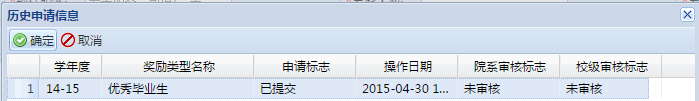 历史申请信息
确定 取消
学年度 奖励类型名称 申请标志 操作日期 院系审核标志 校级审核标志
1 14-15 优秀毕业生 已提交 2015-04-30 1... 未审核 未审核